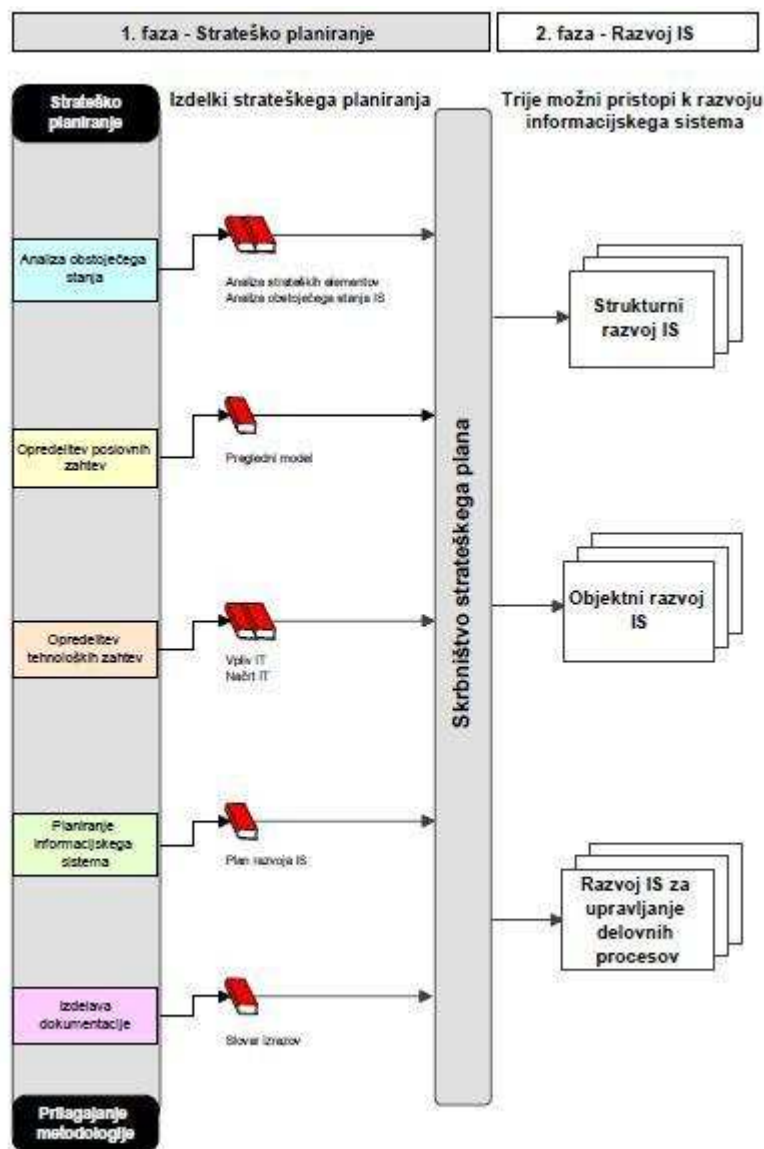 1. faza - Strateško planiranje
2. faza - Razvoj IS
Strateško
planiranje
Izdelki strateškega planiranja
Trije možni pristopi k razvoju
informacijskega sistema
Analiza obstoječega
stanja
Analiza strateških elementov
Analiza obstoječega stanja IS
Strukturni
razvoj IS
Opredelitev poslovnih
zahtev
Pregledni model
Skrbništvo strateškega plana
Objektni razvoj
IS
Opredelitev
tehnoloških zahtev
Vpliv IT
Načrt IT
Planiranje
informacijskega
sistema
Plan razvoja IS
Razvoj IS za
upravljanje
delovnih
procesov
Izdelava
dokumentacije
Slovar izrazov
Prilagajanje
metodologije